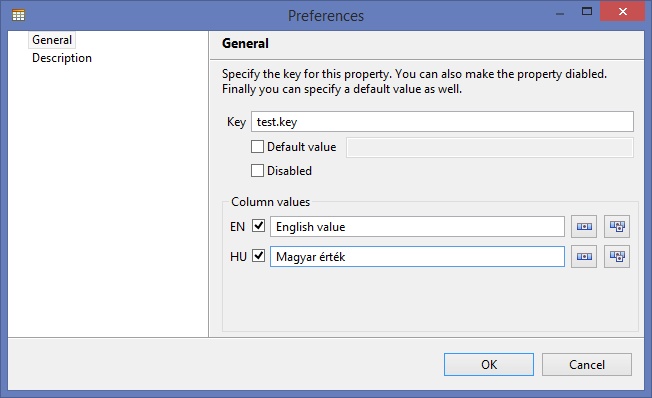 Preferences
General
Description
General
Specify the key for this property. You can also make the property diabled.
Finally you can specify a default value as well.
Key test.key
Default value
Disabled
Column values
EN English value
HU Magyar érték
OK Cancel